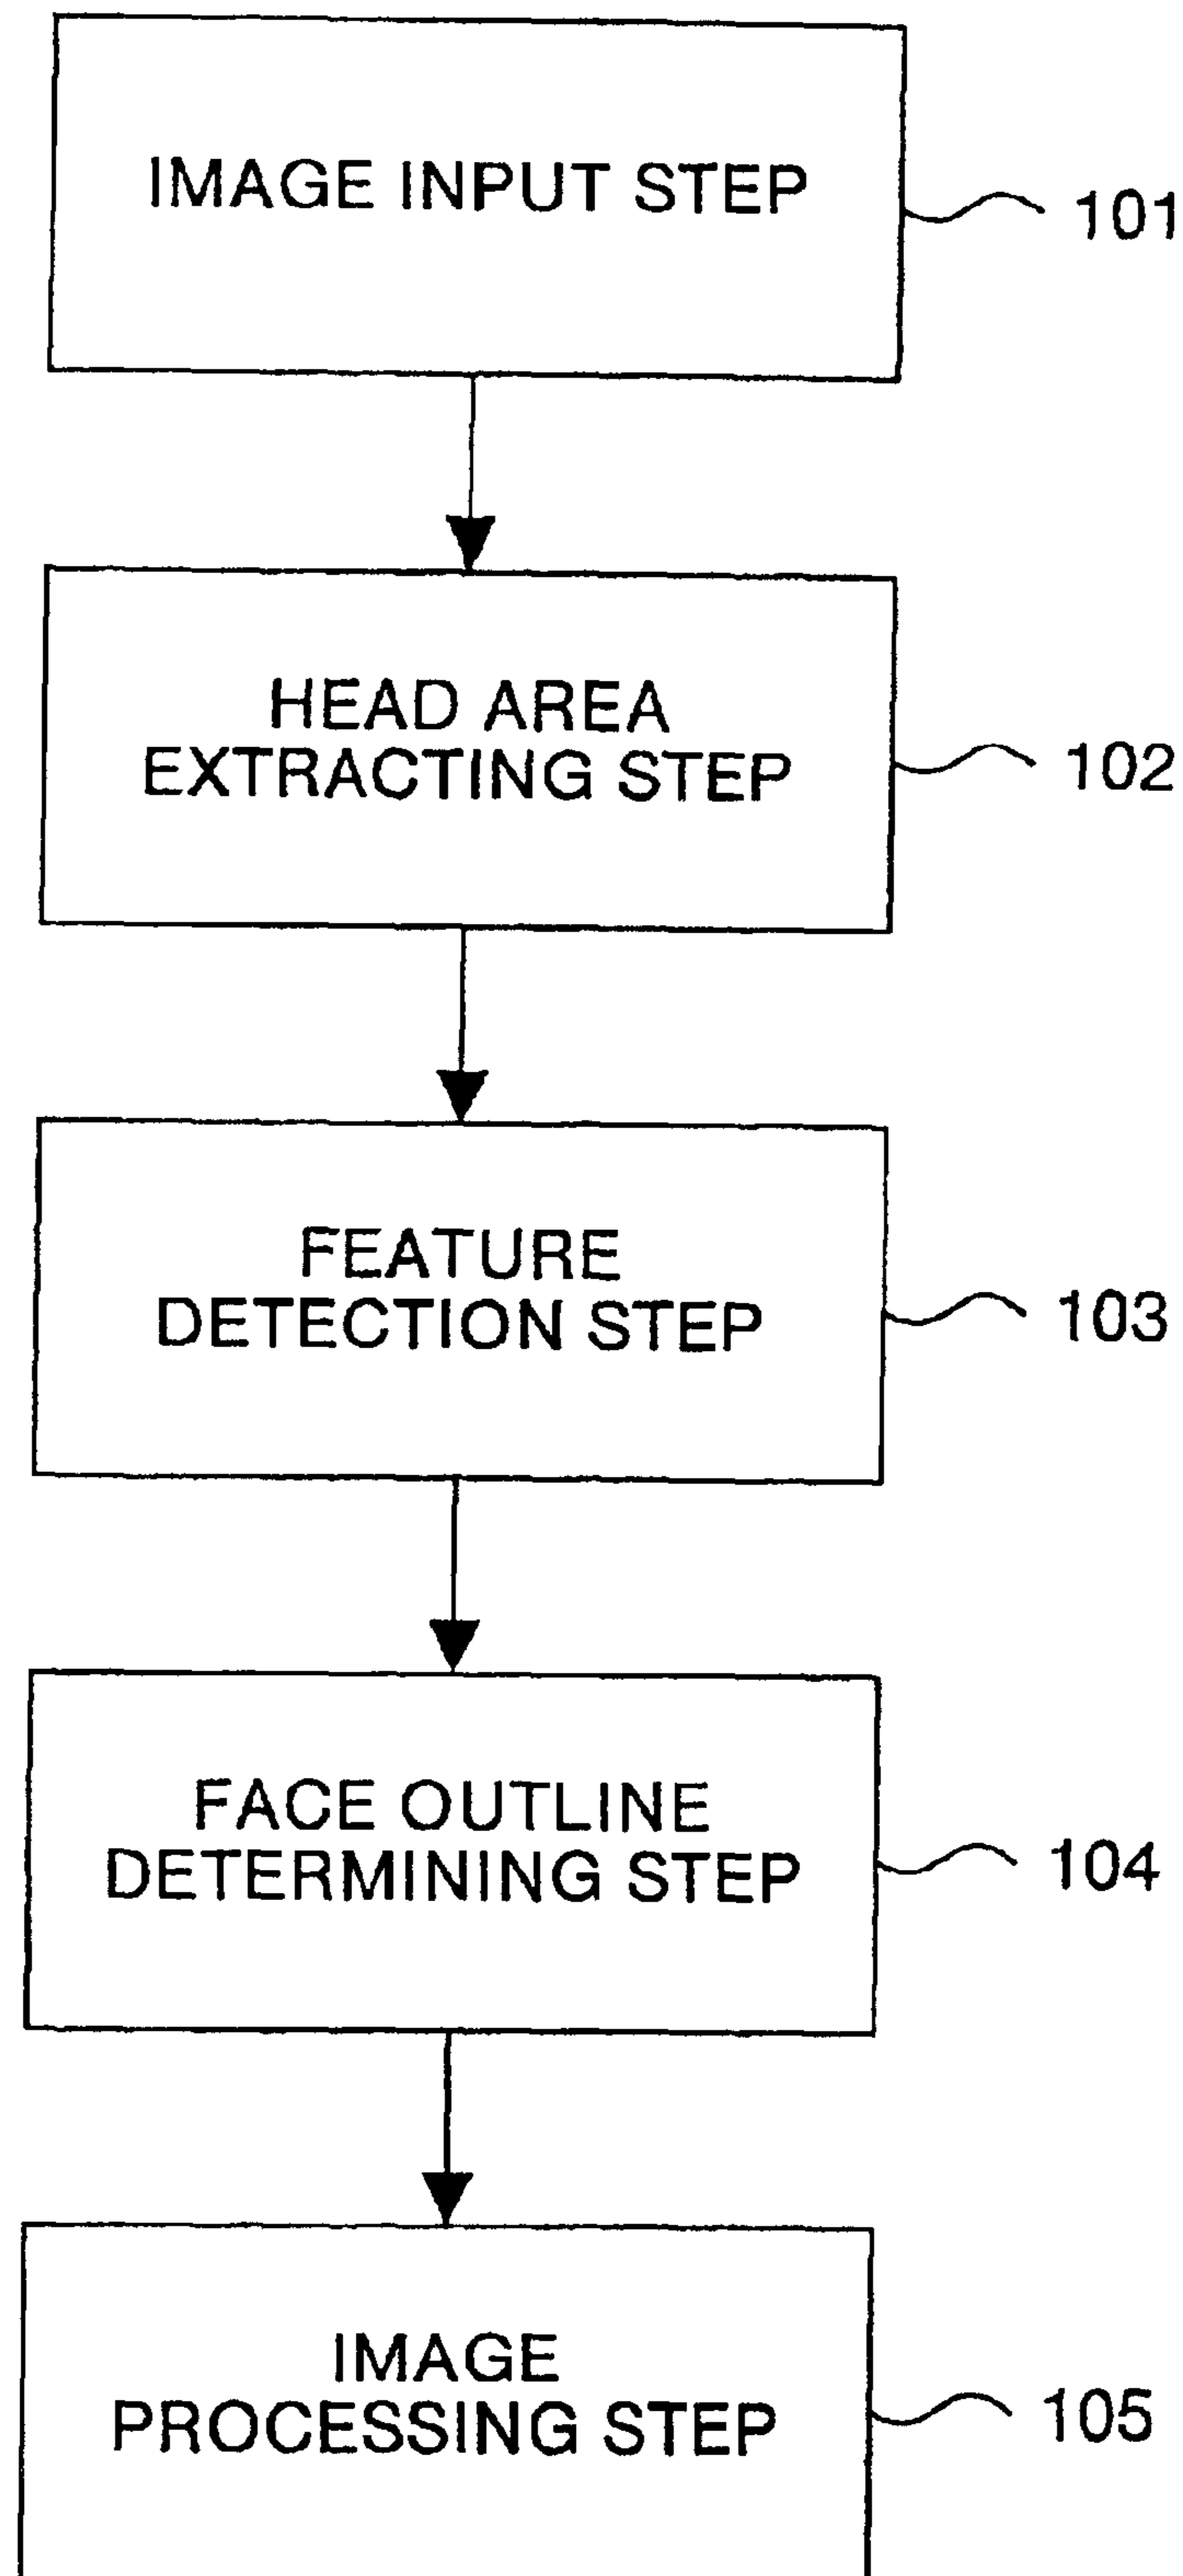 IMAGE INPUT STEP
101
HEAD AREA
EXTRACTING STEP
102
FEATURE
DETECTION STEP
103
FACE OUTLINE
DETERMINING STEP
104
IMAGE
PROCESSING STEP
105